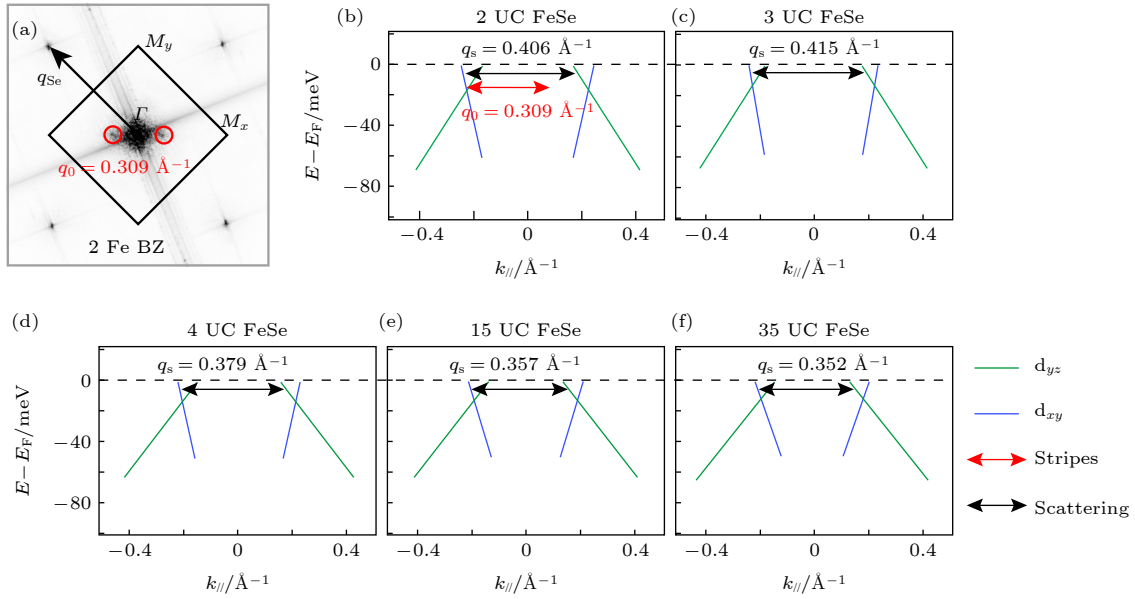 (a)
M_y
q_Se
Γ
M_x
q_0 = 0.309 Å⁻¹
2 Fe BZ
(b)
2 UC FeSe
q_s = 0.406 Å⁻¹
q_0 = 0.309 Å⁻¹
E−E_F/meV
0
−40
−80
−0.4
0
0.4
k_///Å⁻¹
(c)
3 UC FeSe
q_s = 0.415 Å⁻¹
−0.4
0
0.4
k_///Å⁻¹
(d)
4 UC FeSe
q_s = 0.379 Å⁻¹
E−E_F/meV
0
−40
−80
−0.4
0
0.4
k_///Å⁻¹
(e)
15 UC FeSe
q_s = 0.357 Å⁻¹
−0.4
0
0.4
k_///Å⁻¹
(f)
35 UC FeSe
q_s = 0.352 Å⁻¹
−0.4
0
0.4
k_///Å⁻¹
d_yz
d_xy
Stripes
Scattering